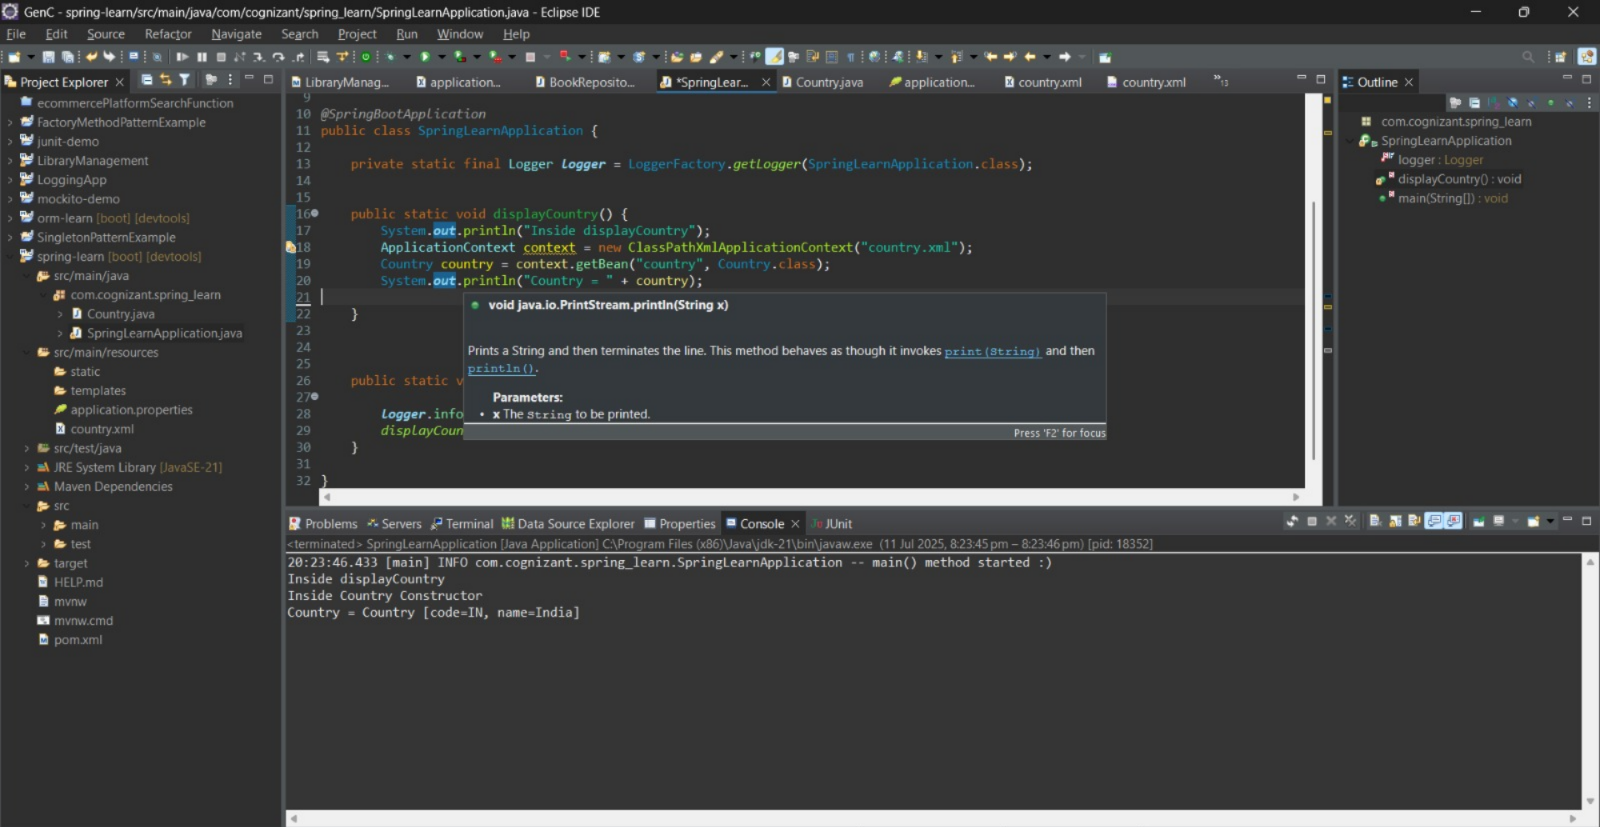 GenC - spring-learn/src/main/java/com/cognizant/spring_learn/SpringLearnApplication.java - Eclipse IDE
File Edit Source Refactor Navigate Search Project Run Window Help
Project Explorer
ecommercePlatformSearchFunction
FactoryMethodPatternExample
junit-demo
LibraryManagement
LoggingApp
mockito-demo
orm-learn [boot] [devtools]
SingletonPatternExample
spring-learn [boot] [devtools]
src/main/java
com.cognizant.spring_learn
Country.java
SpringLearnApplication.java
src/main/resources
static
templates
application.properties
country.xml
src/test/java
JRE System Library [JavaSE-21]
Maven Dependencies
src
main
test
target
HELP.md
mvnw
mvnw.cmd
pom.xml
LibraryManag... application... BookReposito... *SpringLear... Country.java application... country.xml country.xml »13
9
10 @SpringBootApplication
11 public class SpringLearnApplication {
12
13 private static final Logger logger = LoggerFactory.getLogger(SpringLearnApplication.class);
14
15
16 public static void displayCountry() {
17 System.out.println("Inside displayCountry");
18 ApplicationContext context = new ClassPathXmlApplicationContext("country.xml");
19 Country country = context.getBean("country", Country.class);
20 System.out.println("Country = " + country);
21
22 }
23
24
25
26 public static v
27
28 logger.info
29 displayCoun
30 }
31
32 }
void java.io.PrintStream.println(String x)
Prints a String and then terminates the line. This method behaves as though it invokes print(String) and then
println().
Parameters:
• x The String to be printed.
Press 'F2' for focus
Outline
com.cognizant.spring_learn
SpringLearnApplication
logger : Logger
displayCountry() : void
main(String[]) : void
Problems Servers Terminal Data Source Explorer Properties Console JUnit
<terminated> SpringLearnApplication [Java Application] C:\Program Files (x86)\Java\jdk-21\bin\javaw.exe (11 Jul 2025, 8:23:45 pm – 8:23:46 pm) [pid: 18352]
20:23:46.433 [main] INFO com.cognizant.spring_learn.SpringLearnApplication -- main() method started :)
Inside displayCountry
Inside Country Constructor
Country = Country [code=IN, name=India]